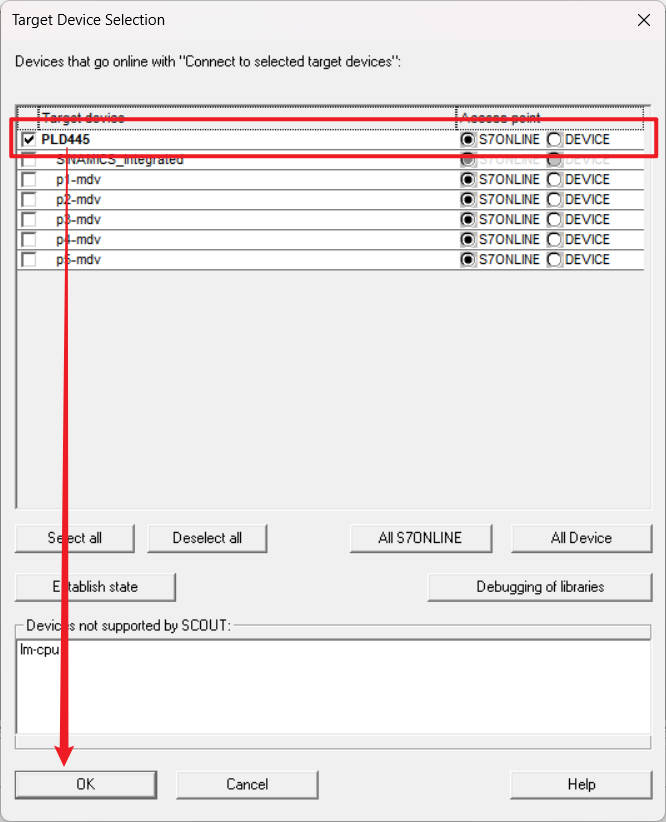 Target Device Selection
Devices that go online with "Connect to selected target devices":
Target device Access point
PLD445 S7ONLINE DEVICE
SINAMICS_Integrated S7ONLINE DEVICE
p1-mdv S7ONLINE DEVICE
p2-mdv S7ONLINE DEVICE
p3-mdv S7ONLINE DEVICE
p4-mdv S7ONLINE DEVICE
p5-mdv S7ONLINE DEVICE
Select all Deselect all All S7ONLINE All Device
Establish state Debugging of libraries
Devices not supported by SCOUT:
lm-cpu
OK Cancel Help